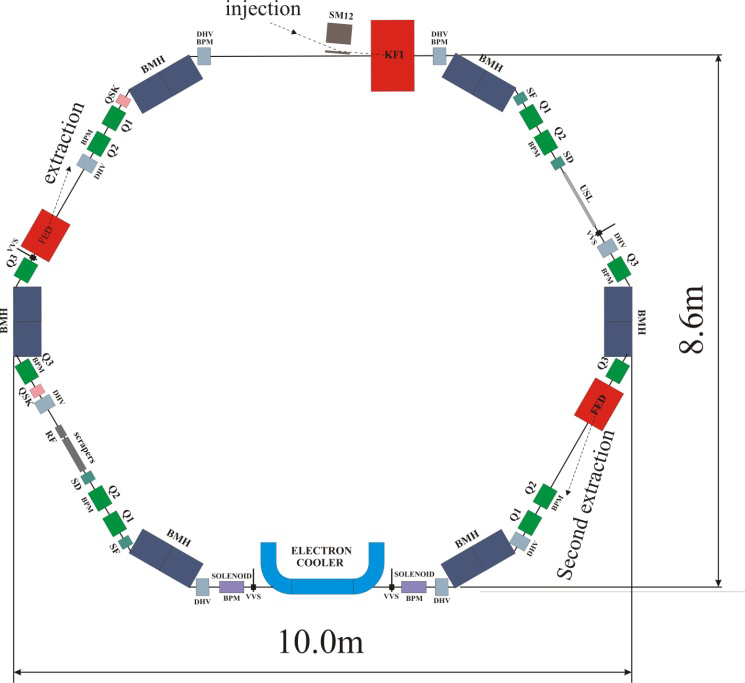 injection
SM12
DHV
BPM
KFI
DHV
BPM
BMH
BMH
QSK
Q1
BPM
Q2
DHV
extraction
FED
VVS
Q3
BMH
SF
Q1
Q2
BPM
SD
USL
VVS
DHV
Q3
BPM
BMH
8.6m
Q3
BPM
QSK
DHV
RF
scrapers
SD
Q2
BPM
Q1
SF
BMH
Q3
FED
Second extraction
Q2
BPM
Q1
DHV
BMH
DHV
SOLENOID
BPM
VVS
ELECTRON
COOLER
VVS
SOLENOID
BPM
DHV
10.0m